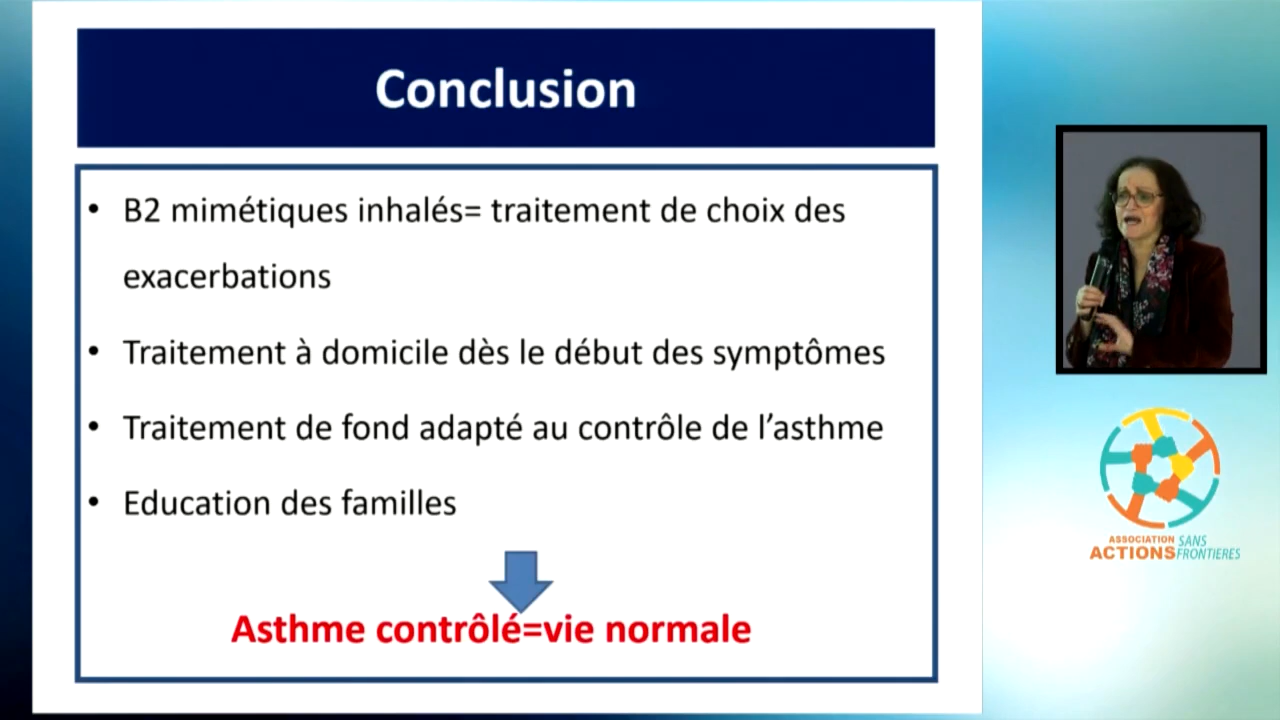 Conclusion
• B2 mimétiques inhalés= traitement de choix des
exacerbations
• Traitement à domicile dès le début des symptômes
• Traitement de fond adapté au contrôle de l’asthme
• Education des familles
Asthme contrôlé=vie normale
ASSOCIATION SANS
ACTIONS FRONTIERES